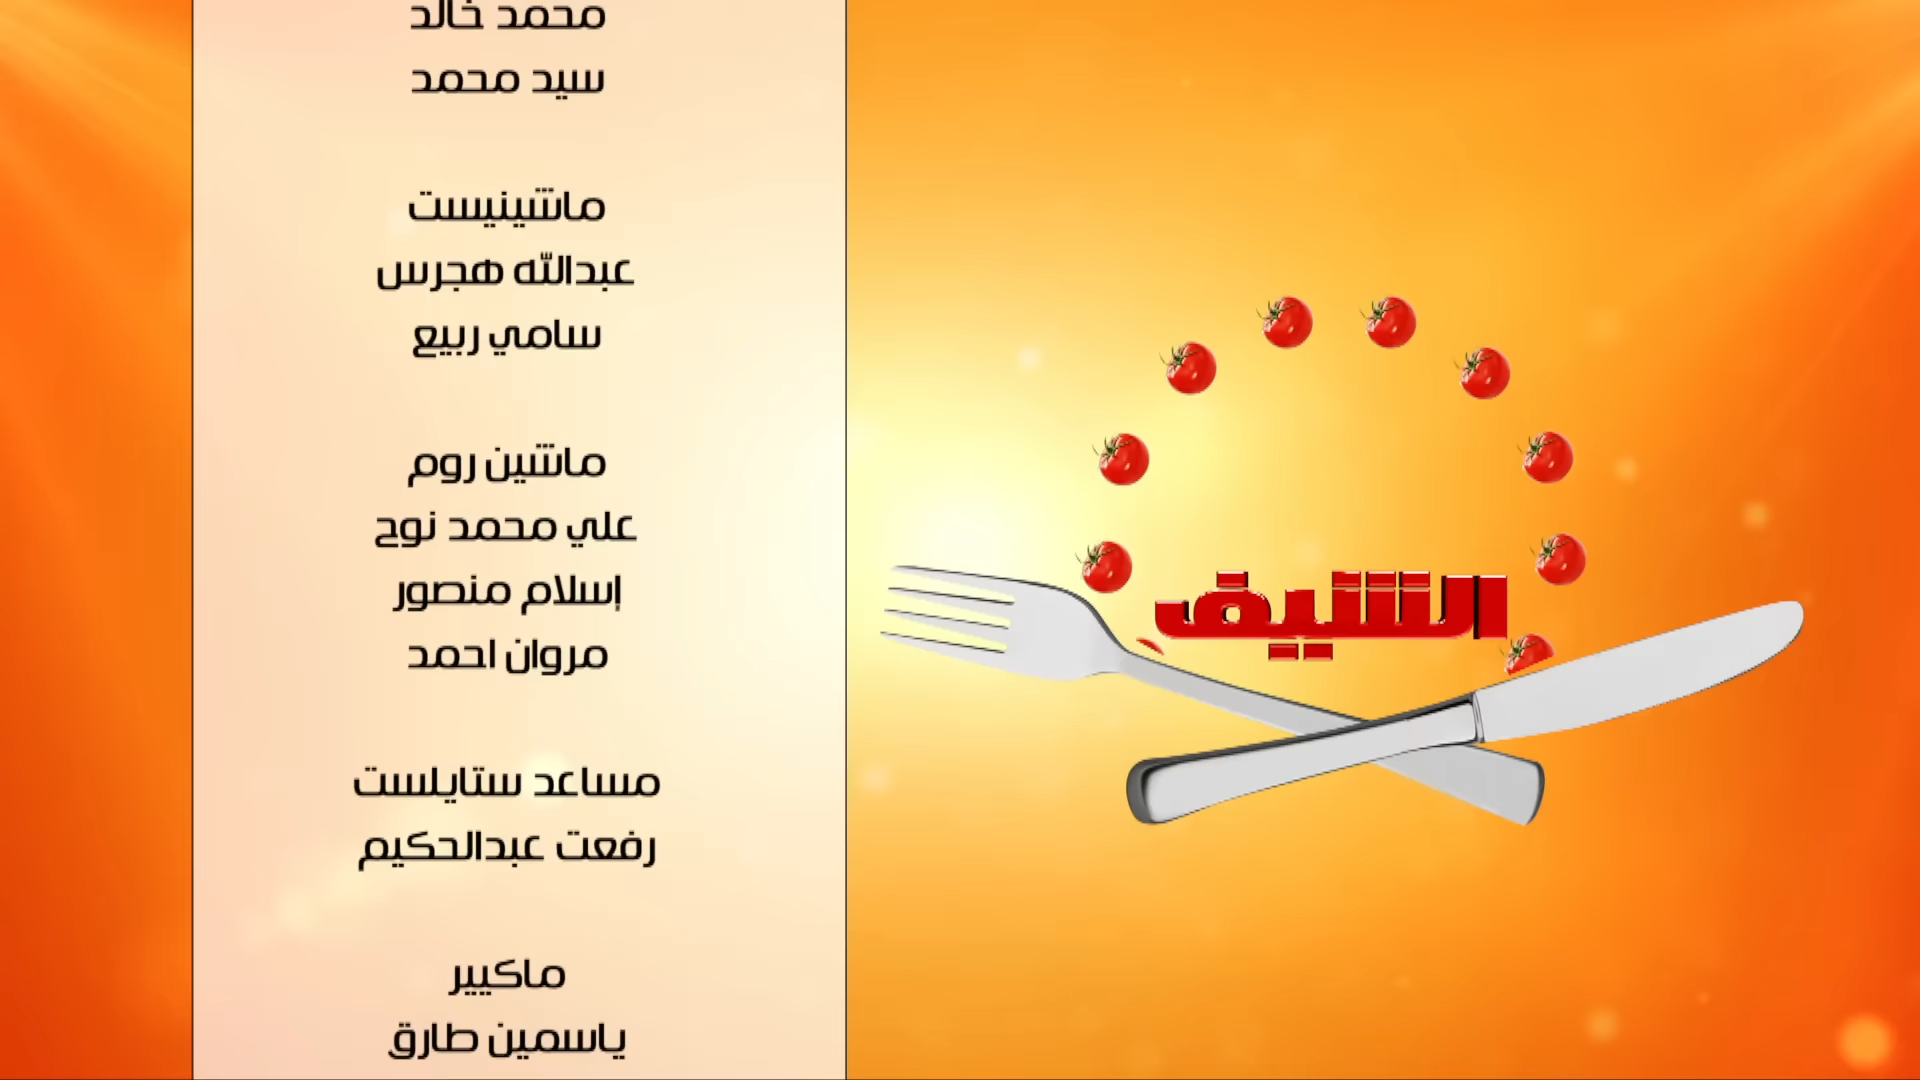 محمد خالد
سيد محمد
ماشينيست
عبدالله هجرس
سامي ربيع
ماشين روم
علي محمد نوح
إسلام منصور
مروان احمد
مساعد ستايلست
رفعت عبدالحكيم
ماكيير
ياسمين طارق
الشيف